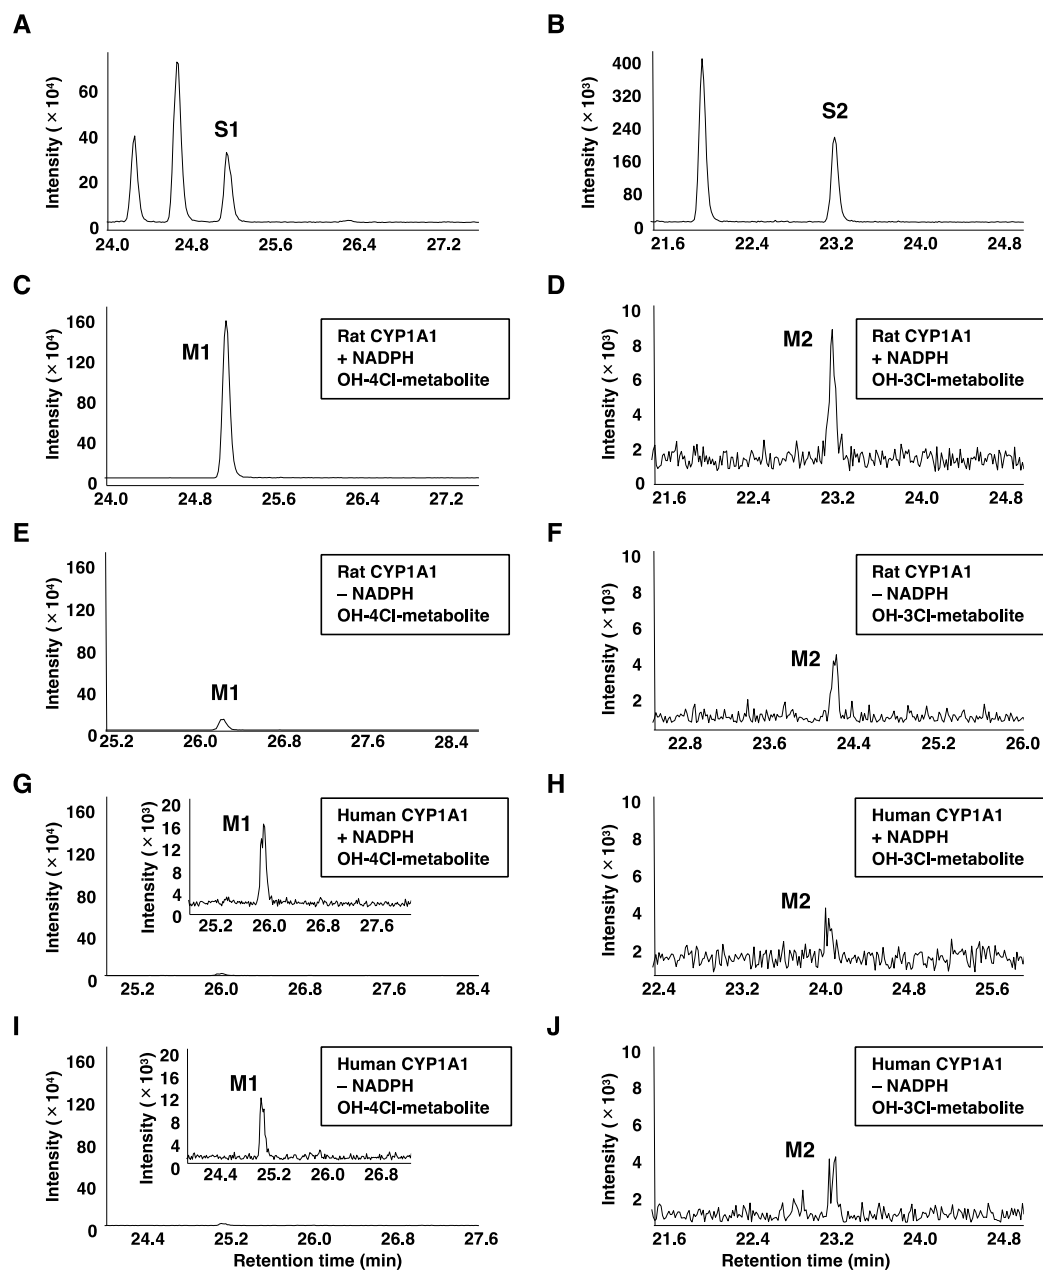 A
Intensity (×10⁴)
60
40
20
0
S1
24.0 24.8 25.6 26.4 27.2
B
Intensity (×10³)
400
320
240
160
80
0
S2
21.6 22.4 23.2 24.0 24.8
C
Intensity (×10⁴)
160
120
80
40
0
M1
Rat CYP1A1
+ NADPH
OH-4Cl-metabolite
24.0 24.8 25.6 26.4 27.2
D
Intensity (×10³)
10
8
6
4
2
0
M2
Rat CYP1A1
+ NADPH
OH-3Cl-metabolite
21.6 22.4 23.2 24.0 24.8
E
Intensity (×10⁴)
160
120
80
40
0
M1
Rat CYP1A1
– NADPH
OH-4Cl-metabolite
25.2 26.0 26.8 27.6 28.4
F
Intensity (×10³)
10
8
6
4
2
M2
Rat CYP1A1
– NADPH
OH-3Cl-metabolite
22.8 23.6 24.4 25.2 26.0
G
Intensity (×10⁴)
160
120
80
40
0
Intensity (×10³)
20
16
12
8
4
0
M1
25.2 26.0 26.8 27.6
Human CYP1A1
+ NADPH
OH-4Cl-metabolite
25.2 26.0 26.8 27.6 28.4
H
Intensity (×10³)
10
8
6
4
2
M2
Human CYP1A1
+ NADPH
OH-3Cl-metabolite
22.4 23.2 24.0 24.8 25.6
I
Intensity (×10⁴)
160
120
80
40
0
Intensity (×10³)
20
16
12
8
4
0
M1
24.4 25.2 26.0 26.8
Human CYP1A1
– NADPH
OH-4Cl-metabolite
24.4 25.2 26.0 26.8 27.6
Retention time (min)
J
Intensity (×10³)
10
8
6
4
2
M2
Human CYP1A1
– NADPH
OH-3Cl-metabolite
21.6 22.4 23.2 24.0 24.8
Retention time (min)